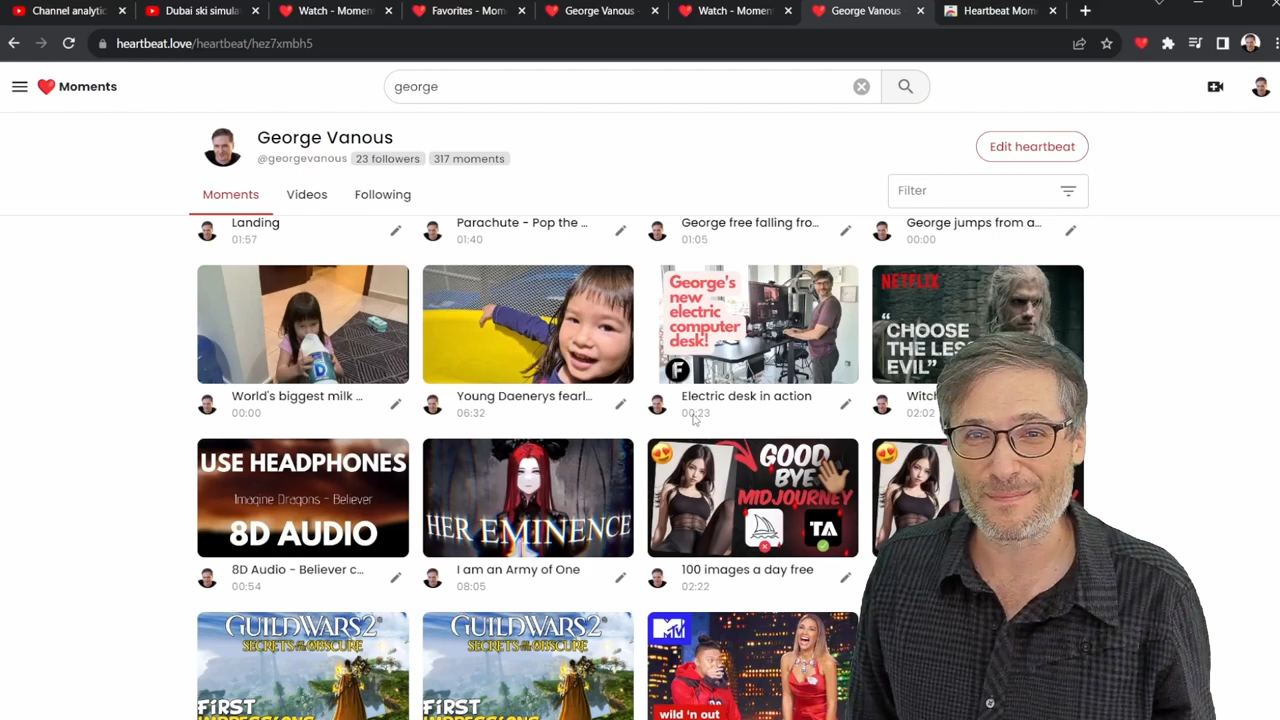 Channel analytic
Dubai ski simula
Watch - Momen
Favorites - Mom
George Vanous -
Watch - Momen
George Vanous -
Heartbeat Mom
heartbeat.love/heartbeat/hez7xmbh5
Moments
george
George Vanous
@georgevanous 23 followers 317 moments
Edit heartbeat
Moments Videos Following
Filter
Landing
01:57
Parachute - Pop the ...
01:40
George free falling fro...
01:05
George jumps from a...
00:00
George's
new
electric
computer
desk!
F
NETFLIX
“
CHOOSE
THE LES
EVIL”
World's biggest milk ...
00:00
Young Daenerys fearl...
06:32
Electric desk in action
00:23
Witch
02:02
USE HEADPHONES
Imagine Dragons - Believer
8D AUDIO
HER EMINENCE
GOOD
BYE
MIDJOURNEY
TA
8D Audio - Believer c...
00:54
I am an Army of One
08:05
100 images a day free
02:22
GUILD WARS 2
SECRETS OF THE OBSCURE
FIRST
IMPRESSIONS
GUILD WARS 2
SECRETS OF THE OBSCURE
FIRST
IMPRESSIONS
MTV
wild 'n out